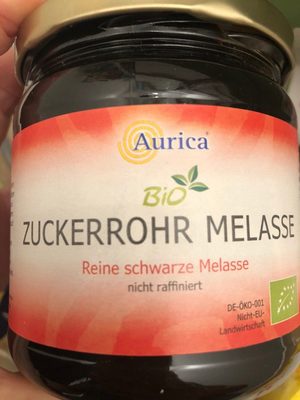 Aurica
Bio
ZUCKERROHR MELASSE
Reine schwarze Melasse
nicht raffiniert
DE-ÖKO-001
Nicht-EU-
Landwirtschaft